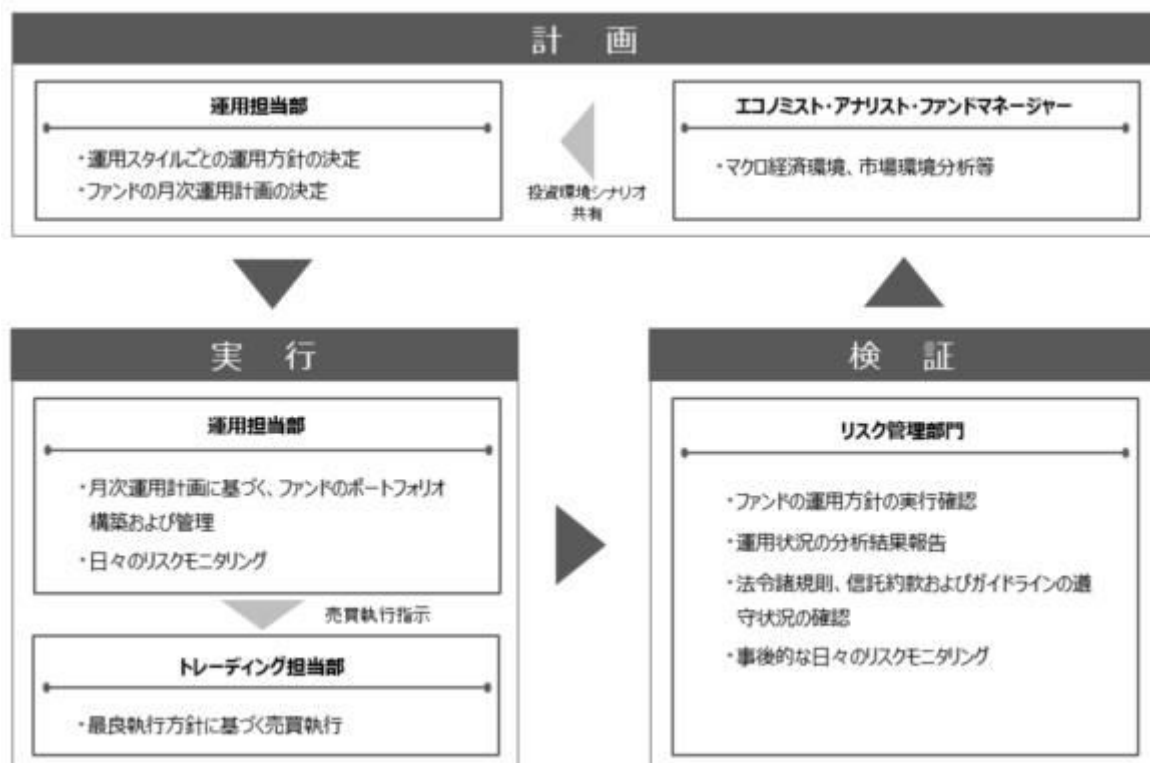 計 画
運用担当部
・運用スタイルごとの運用方針の決定
・ファンドの月次運用計画の決定
投資環境シナリオ
共有
エコノミスト・アナリスト・ファンドマネージャー
・マクロ経済環境、市場環境分析等
実 行
運用担当部
・月次運用計画に基づく、ファンドのポートフォリオ
構築および管理
・日々のリスクモニタリング
売買執行指示
トレーディング担当部
・最良執行方針に基づく売買執行
検 証
リスク管理部門
・ファンドの運用方針の実行確認
・運用状況の分析結果報告
・法令諸規則、信託約款およびガイドラインの遵
守状況の確認
・事後的な日々のリスクモニタリング